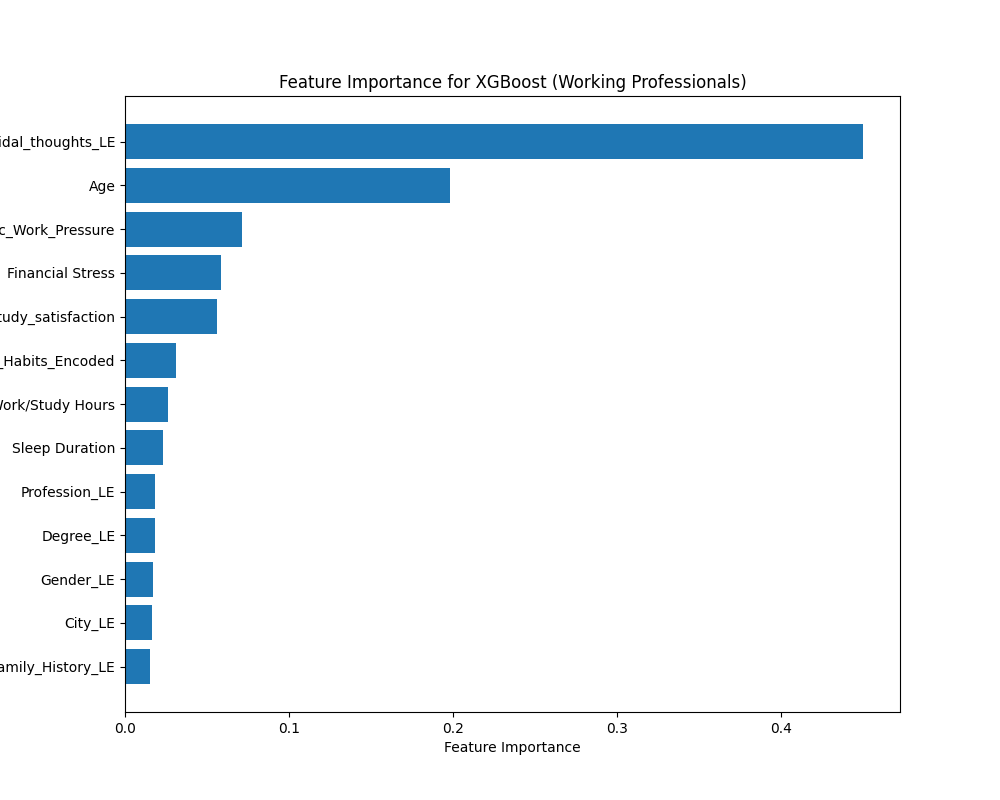 Feature Importance for XGBoost (Working Professionals)
idal_thoughts_LE
Age
c_Work_Pressure
Financial Stress
tudy_satisfaction
_Habits_Encoded
Work/Study Hours
Sleep Duration
Profession_LE
Degree_LE
Gender_LE
City_LE
amily_History_LE
0.0 0.1 0.2 0.3 0.4
Feature Importance